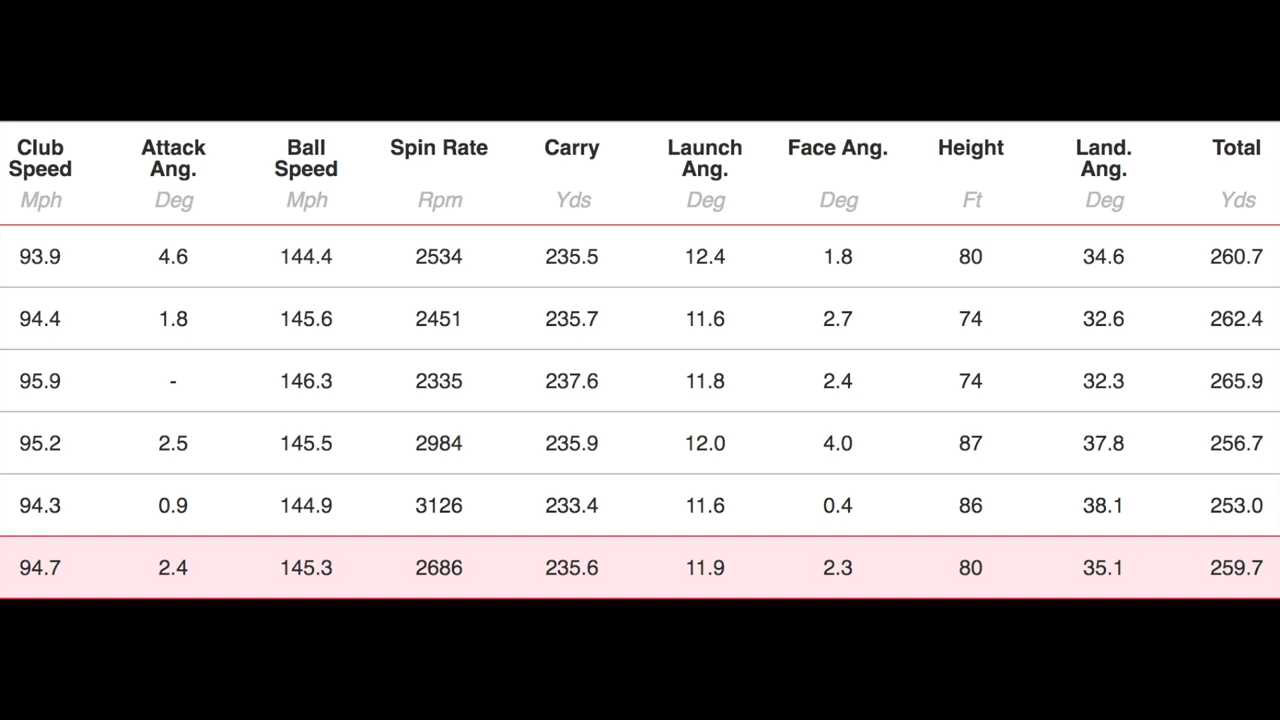 Club Speed Attack Ang. Ball Speed Spin Rate Carry Launch Ang. Face Ang. Height Land. Ang. Total
Mph Deg Mph Rpm Yds Deg Deg Ft Deg Yds
93.9 4.6 144.4 2534 235.5 12.4 1.8 80 34.6 260.7
94.4 1.8 145.6 2451 235.7 11.6 2.7 74 32.6 262.4
95.9 - 146.3 2335 237.6 11.8 2.4 74 32.3 265.9
95.2 2.5 145.5 2984 235.9 12.0 4.0 87 37.8 256.7
94.3 0.9 144.9 3126 233.4 11.6 0.4 86 38.1 253.0
94.7 2.4 145.3 2686 235.6 11.9 2.3 80 35.1 259.7